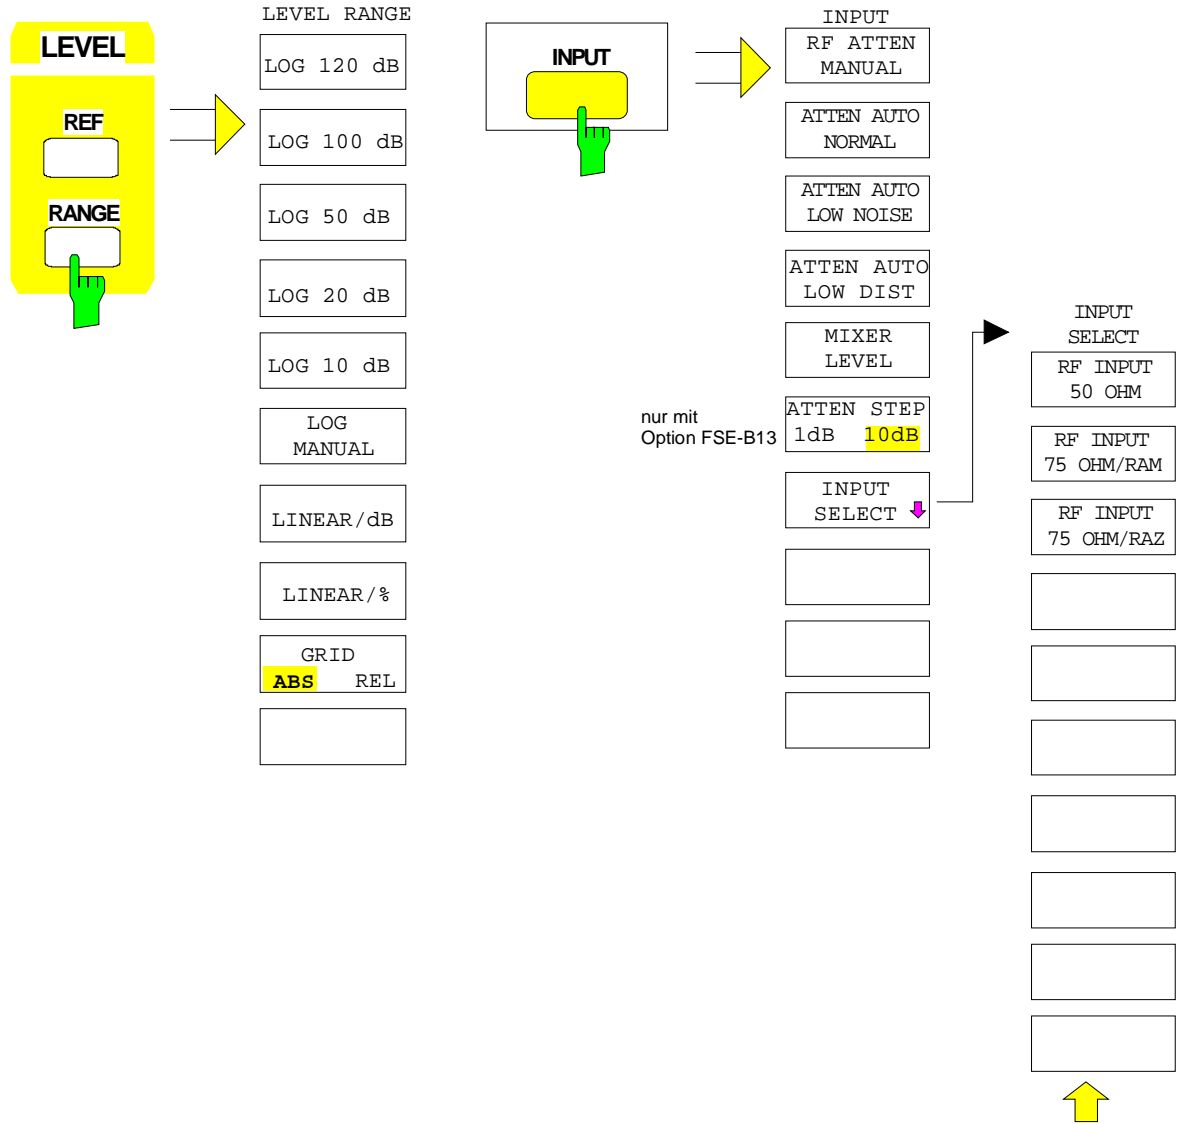 LEVEL
REF
RANGE
LEVEL RANGE
LOG 120 dB
LOG 100 dB
LOG 50 dB
LOG 20 dB
LOG 10 dB
LOG
MANUAL
LINEAR/dB
LINEAR/%
GRID
ABS REL
INPUT
INPUT
RF ATTEN
MANUAL
ATTEN AUTO
NORMAL
ATTEN AUTO
LOW NOISE
ATTEN AUTO
LOW DIST
MIXER
LEVEL
nur mit
Option FSE-B13
ATTEN STEP
1dB 10dB
INPUT
SELECT
INPUT
SELECT
RF INPUT
50 OHM
RF INPUT
75 OHM/RAM
RF INPUT
75 OHM/RAZ